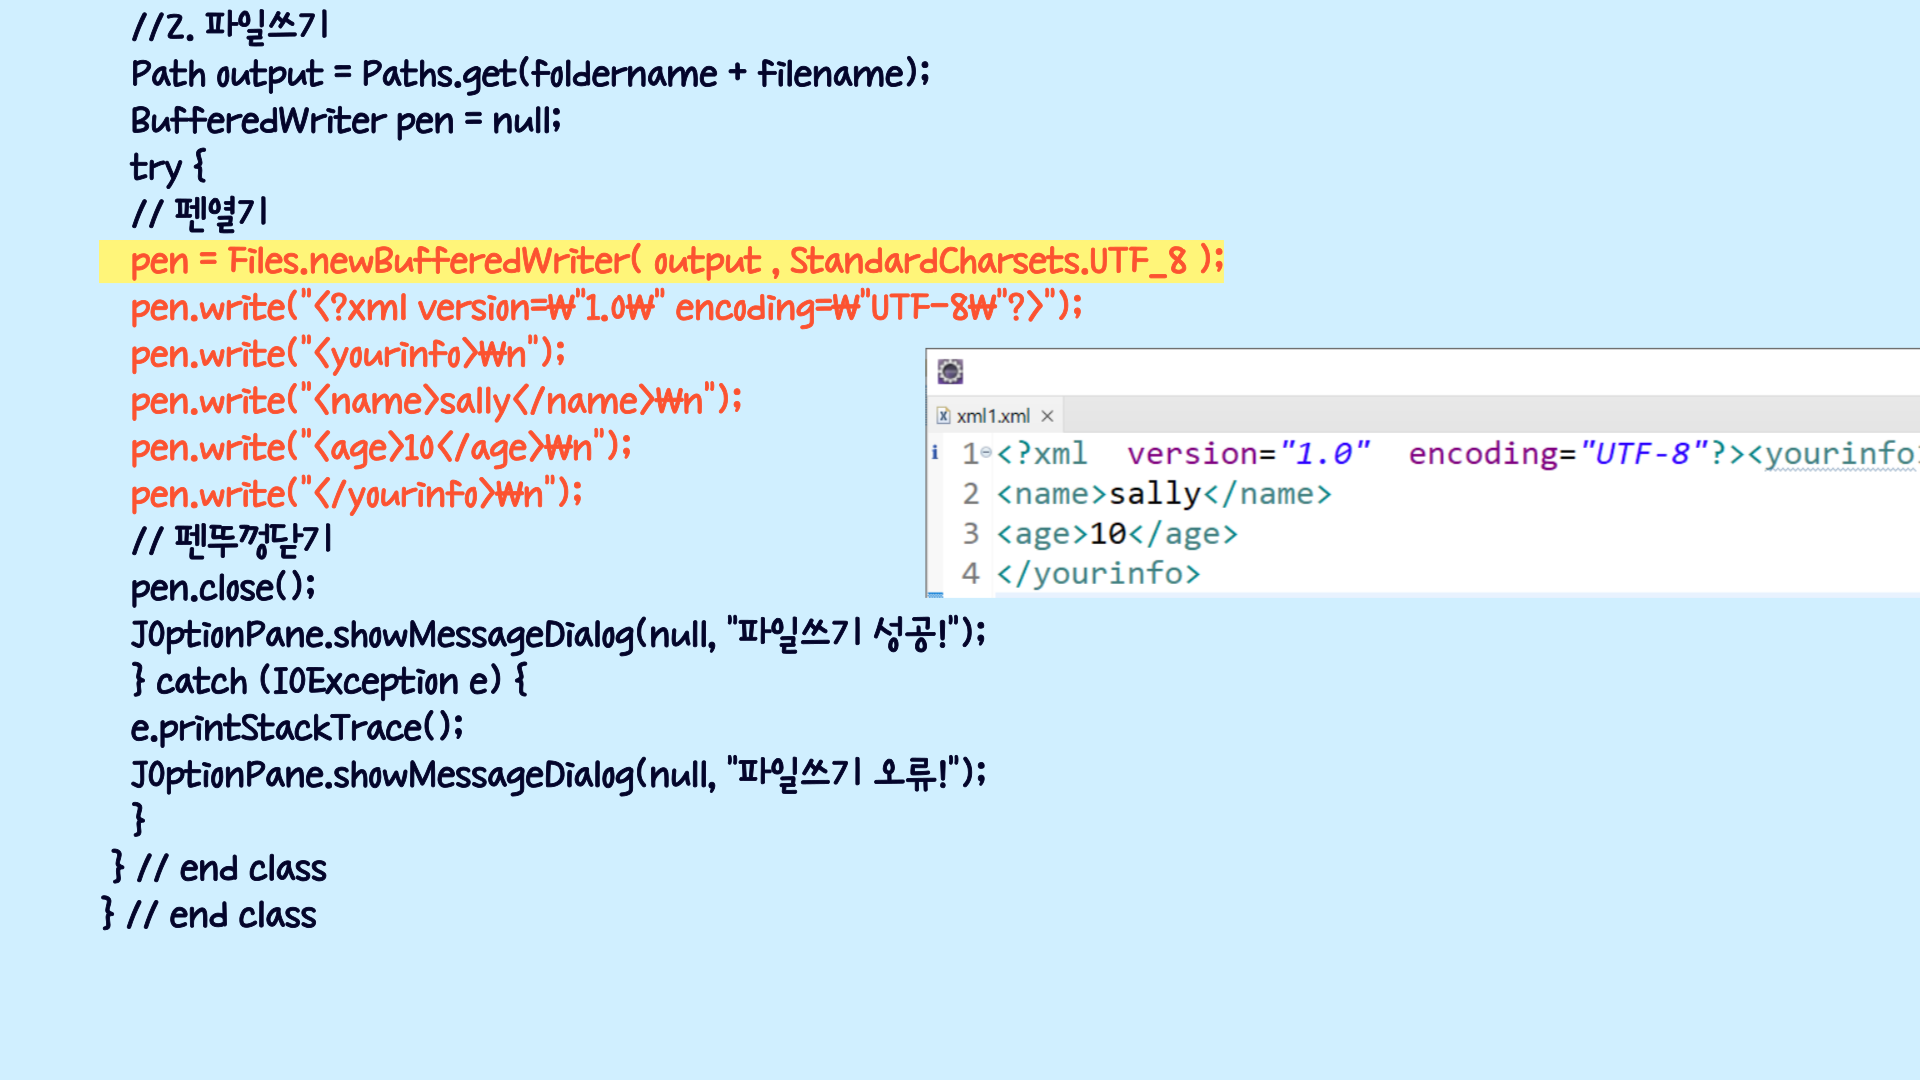 //2. 파일쓰기
Path output = Paths.get(foldername + filename);
BufferedWriter pen = null;
try {
// 펜열기
pen = Files.newBufferedWriter( output , StandardCharsets.UTF_8 );
pen.write("<?xml version=₩"1.0₩" encoding=₩"UTF-8₩"?>");
pen.write("<yourinfo>₩n");
pen.write("<name>sally</name>₩n");
pen.write("<age>10</age>₩n");
pen.write("</yourinfo>₩n");
// 펜뚜껑닫기
pen.close();
JOptionPane.showMessageDialog(null, "파일쓰기 성공!");
} catch (IOException e) {
e.printStackTrace();
JOptionPane.showMessageDialog(null, "파일쓰기 오류!");
}
} // end class
} // end class
xml1.xml
1 <?xml version="1.0" encoding="UTF-8"?><yourinfo>
2 <name>sally</name>
3 <age>10</age>
4 </yourinfo>